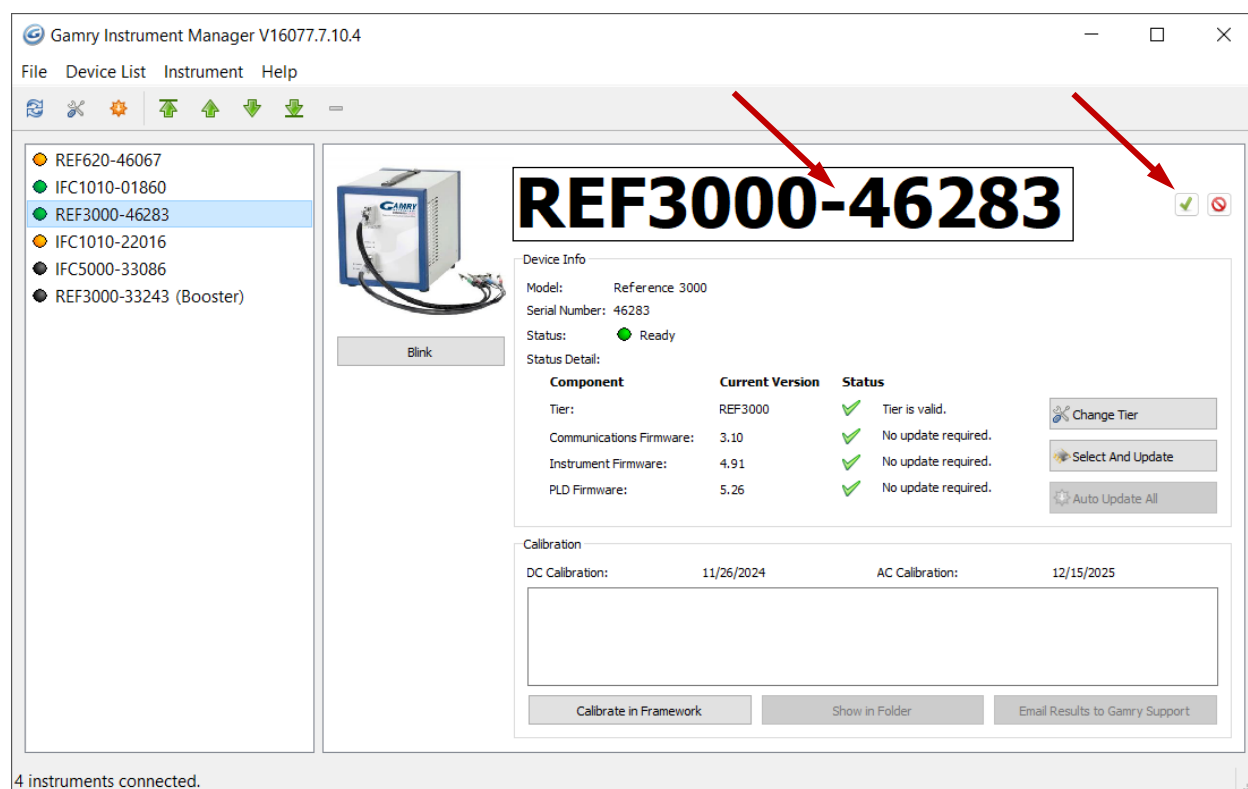 Gamry Instrument Manager V16077.7.10.4
File Device List Instrument Help
REF620-46067
IFC1010-01860
REF3000-46283
IFC1010-22016
IFC5000-33086
REF3000-33243 (Booster)
GAMRY
Blink
REF3000-46283
Device Info
Model: Reference 3000
Serial Number: 46283
Status: Ready
Status Detail:
Component Current Version Status
Tier: REF3000 Tier is valid.
Change Tier
Communications Firmware: 3.10 No update required.
Instrument Firmware: 4.91 No update required.
Select And Update
PLD Firmware: 5.26 No update required.
Auto Update All
Calibration
DC Calibration: 11/26/2024 AC Calibration: 12/15/2025
Calibrate in Framework Show in Folder Email Results to Gamry Support
4 instruments connected.